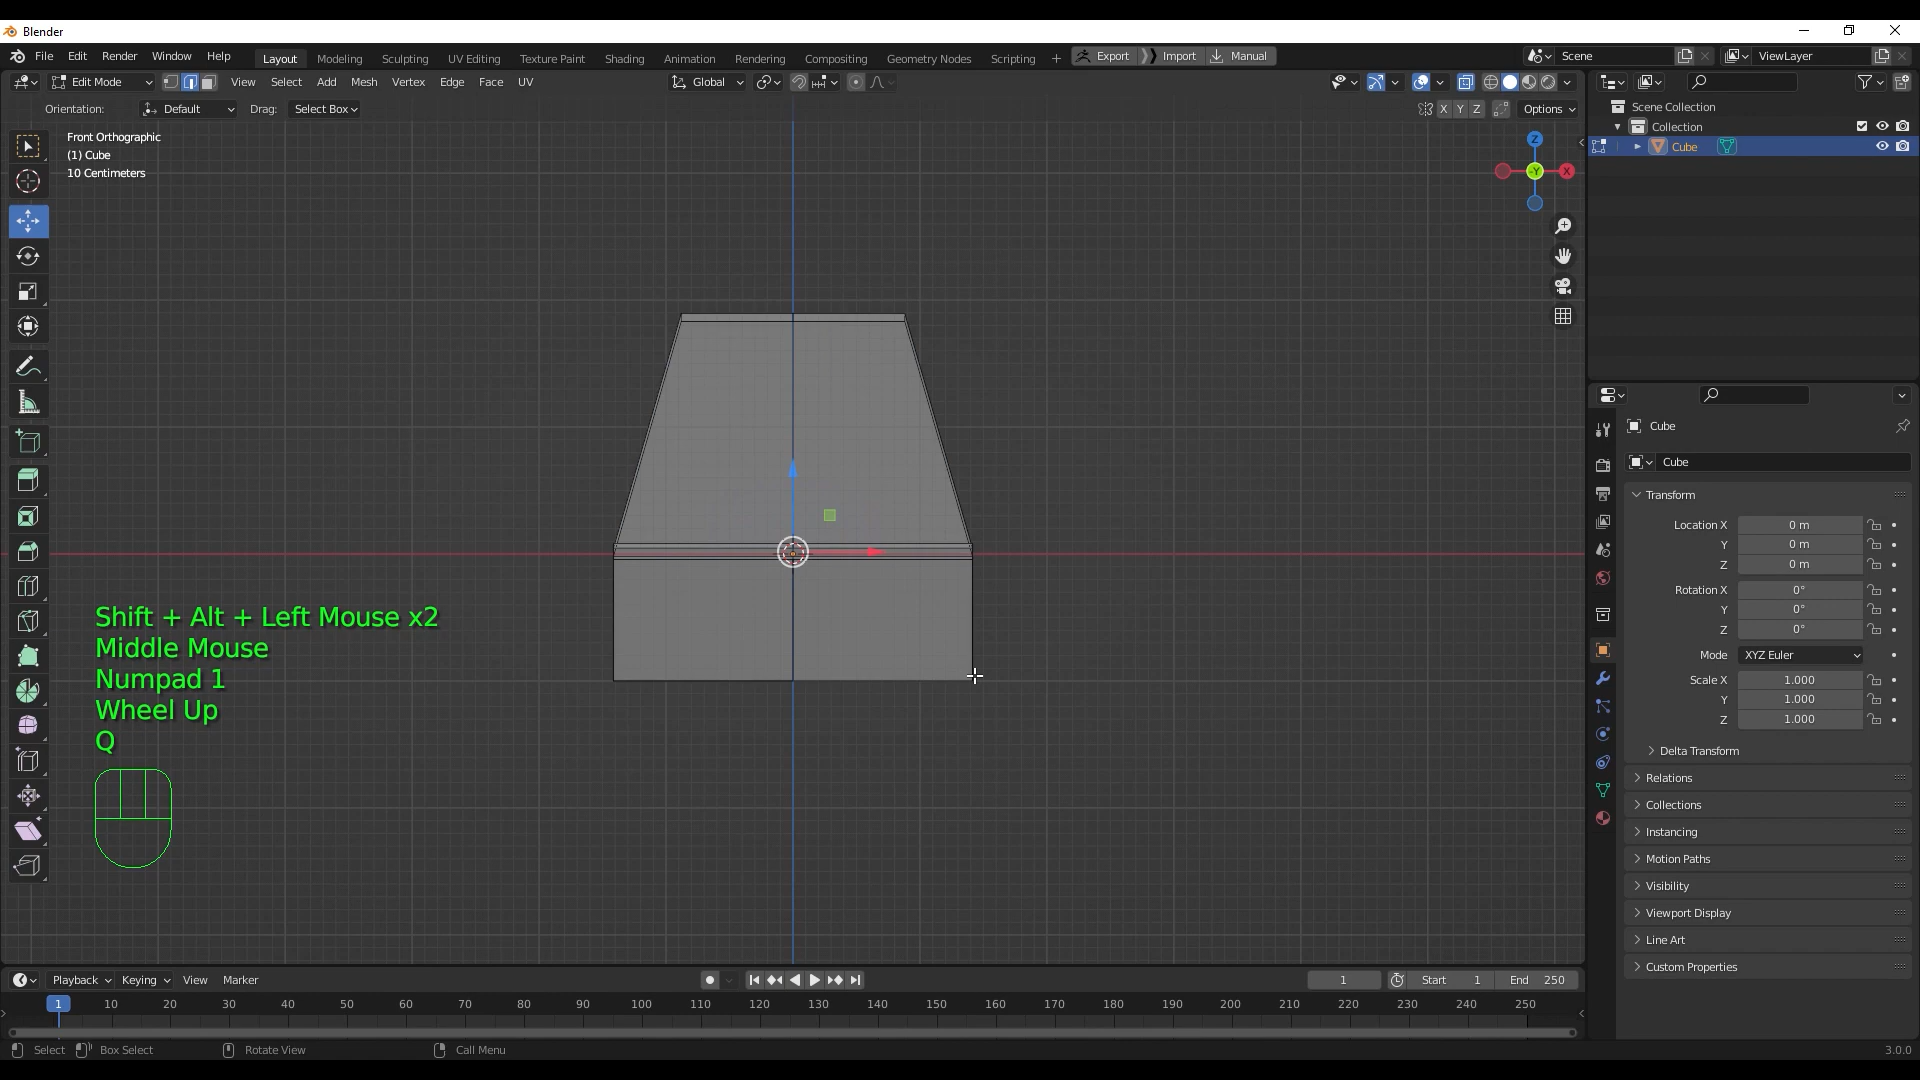 Blender
File Edit Render Window Help Layout Modeling Sculpting UV Editing Texture Paint Shading Animation Rendering Compositing Geometry Nodes Scripting + Export Import Manual Scene ViewLayer
Edit Mode View Select Add Mesh Vertex Edge Face UV Global
Orientation: Default Drag: Select Box X Y Z Options
Front Orthographic
(1) Cube
10 Centimeters
Z
Y
X
Shift + Alt + Left Mouse x2
Middle Mouse
Numpad 1
Wheel Up
Q
Scene Collection
Collection
Cube
Cube
Cube
Transform
Location X 0 m
Y 0 m
Z 0 m
Rotation X 0°
Y 0°
Z 0°
Mode XYZ Euler
Scale X 1.000
Y 1.000
Z 1.000
Delta Transform
Relations
Collections
Instancing
Motion Paths
Visibility
Viewport Display
Line Art
Custom Properties
Playback Keying View Marker 1 Start 1 End 250
1 10 20 30 40 50 60 70 80 90 100 110 120 130 140 150 160 170 180 190 200 210 220 230 240 250
Select Box Select Rotate View Call Menu 3.0.0